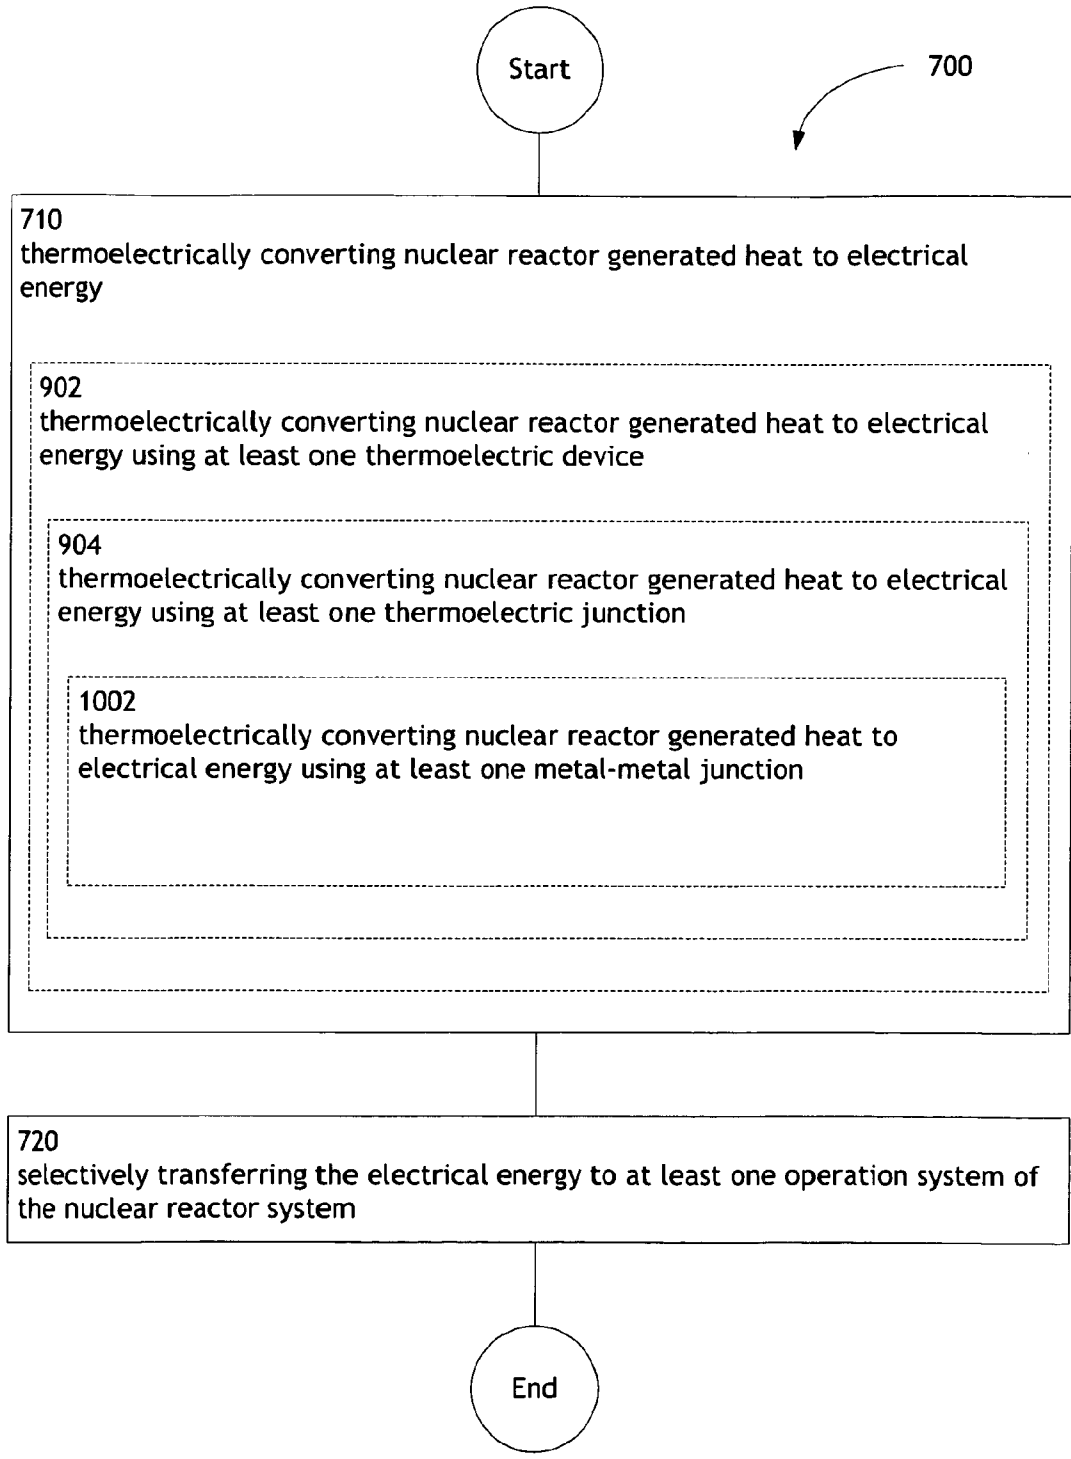 Start
700
710
thermoelectrically converting nuclear reactor generated heat to electrical
energy
902
thermoelectrically converting nuclear reactor generated heat to electrical
energy using at least one thermoelectric device
904
thermoelectrically converting nuclear reactor generated heat to electrical
energy using at least one thermoelectric junction
1002
thermoelectrically converting nuclear reactor generated heat to
electrical energy using at least one metal-metal junction
720
selectively transferring the electrical energy to at least one operation system of
the nuclear reactor system
End